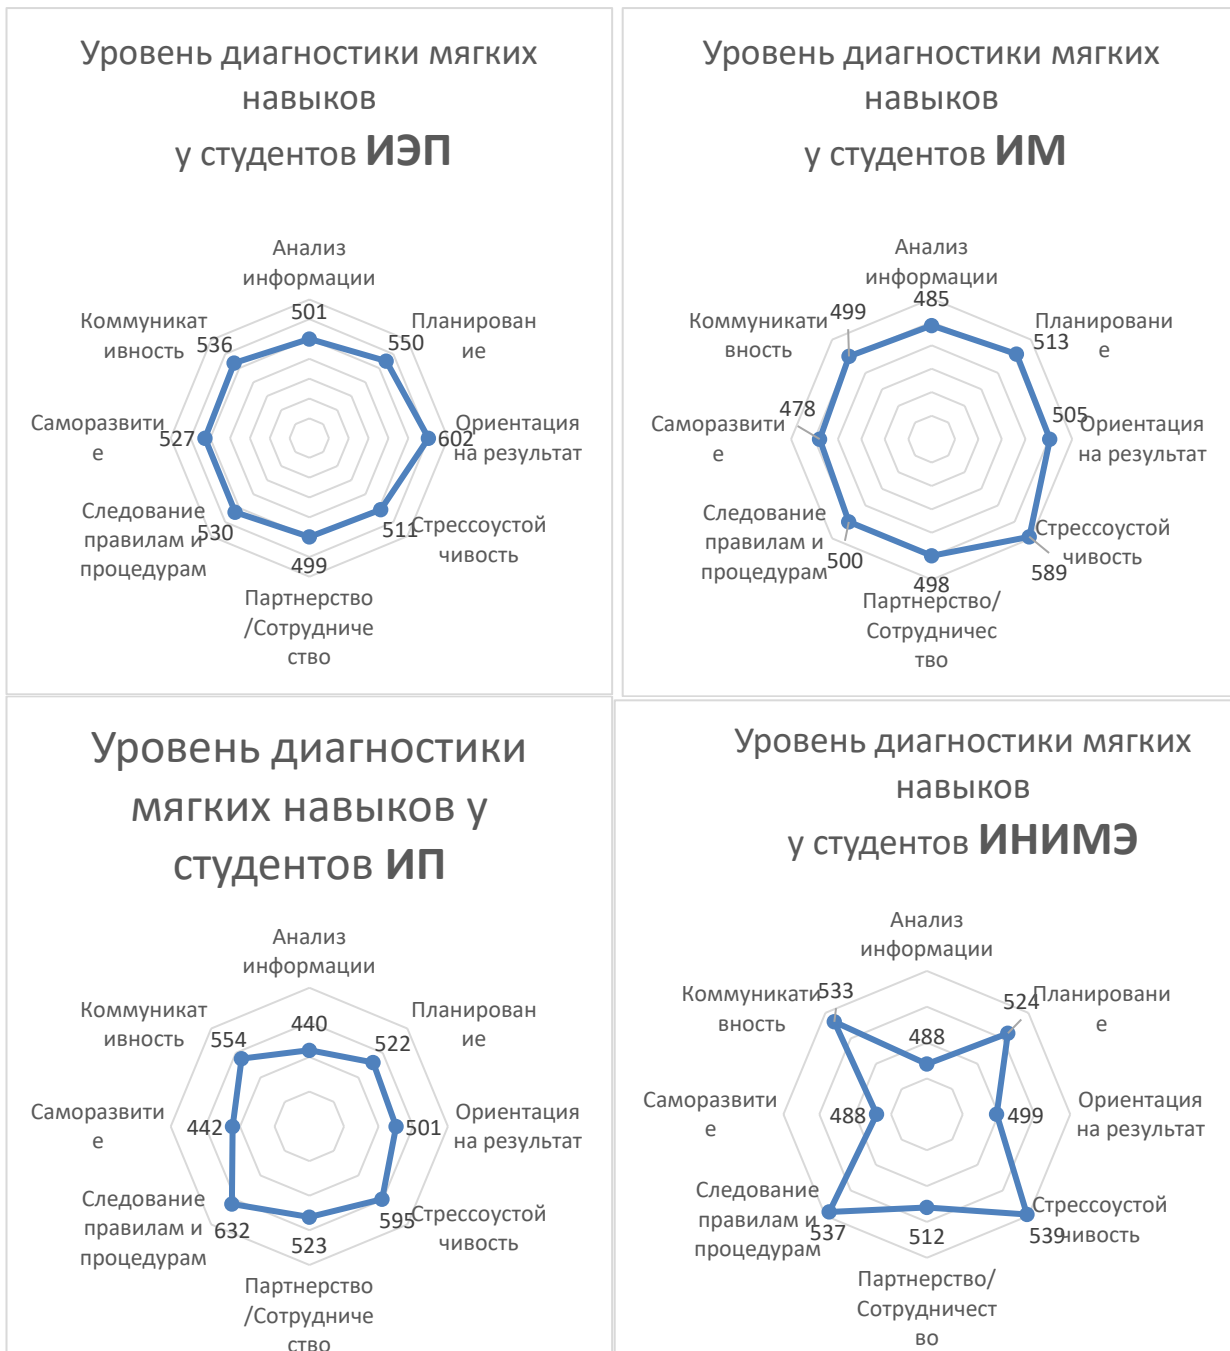 Уровень диагностики мягких
навыков
у студентов ИЭП
Анализ
информации
501
Планирован
ие
550
Ориентация
на результат
602
Стрессоустой
чивость
511
Партнерство
/Сотрудниче
ство
499
Следование
правилам и
процедурам
530
Саморазвити
е
527
Коммуникат
ивность
536
Уровень диагностики мягких
навыков
у студентов ИМ
Анализ
информации
485
Планировани
е
513
Ориентация
на результат
505
Стрессоустой
чивость
589
Партнерство/
Сотрудничес
тво
498
Следование
правилам и
процедурам
500
Саморазвити
е
478
Коммуникати
вность
499
Уровень диагностики
мягких навыков у
студентов ИП
Анализ
информации
440
Планирован
ие
522
Ориентация
на результат
501
Стрессоустой
чивость
595
Партнерство
/Сотрудниче
ство
523
Следование
правилам и
процедурам
632
Саморазвити
е
442
Коммуникат
ивность
554
Уровень диагностики мягких
навыков
у студентов ИНИМЭ
Анализ
информации
488
Планировани
е
524
Ориентация
на результат
499
Стрессоустой
чивость
539
Партнерство/
Сотрудничест
во
512
Следование
правилам и
процедурам
537
Саморазвити
е
488
Коммуникати
вность
533